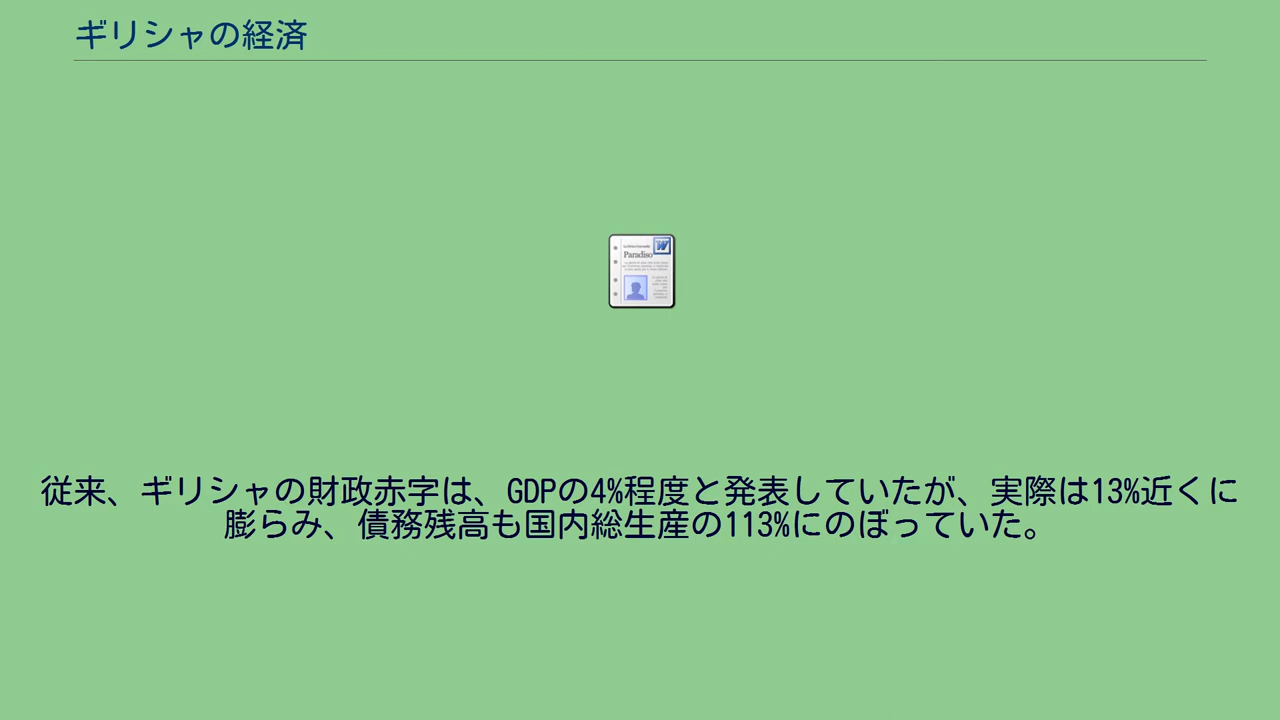 ギリシャの経済
Paradiso
W
従来、ギリシャの財政赤字は、GDPの4%程度と発表していたが、実際は13%近くに
膨らみ、債務残高も国内総生産の113%にのぼっていた。